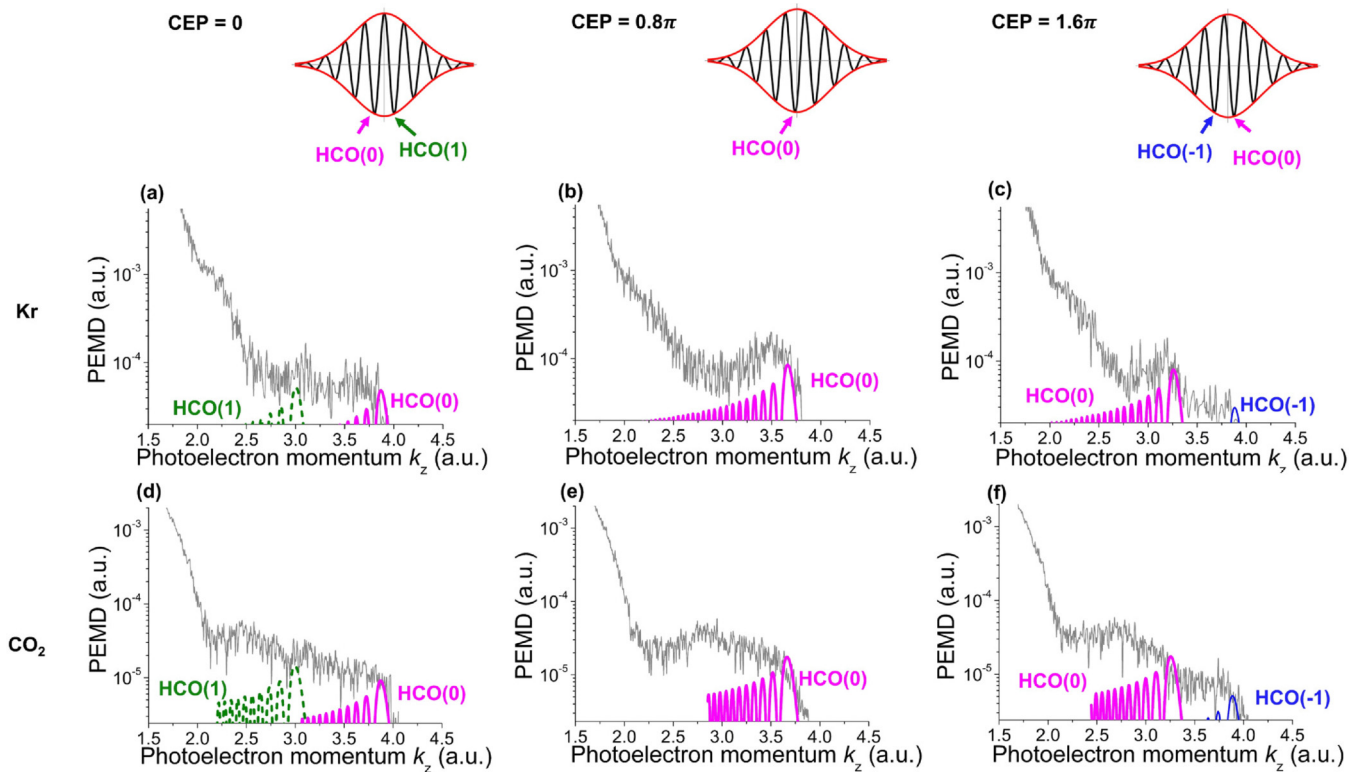 CEP = 0
CEP = 0.8π
CEP = 1.6π
HCO(0)
HCO(1)
HCO(0)
HCO(-1)
HCO(0)
Kr
(a)
PEMD (a.u.)
10⁻³
10⁻⁴
HCO(1)
HCO(0)
1.5 2.0 2.5 3.0 3.5 4.0 4.5
Photoelectron momentum k_z (a.u.)
(b)
PEMD (a.u.)
10⁻³
10⁻⁴
HCO(0)
1.5 2.0 2.5 3.0 3.5 4.0 4.5
Photoelectron momentum k_z (a.u.)
(c)
PEMD (a.u.)
10⁻³
10⁻⁴
HCO(0)
HCO(-1)
1.5 2.0 2.5 3.0 3.5 4.0 4.5
Photoelectron momentum k_z (a.u.)
CO₂
(d)
PEMD (a.u.)
10⁻³
10⁻⁴
10⁻⁵
HCO(1)
HCO(0)
1.5 2.0 2.5 3.0 3.5 4.0 4.5
Photoelectron momentum k_z (a.u.)
(e)
PEMD (a.u.)
10⁻³
10⁻⁴
10⁻⁵
HCO(0)
1.5 2.0 2.5 3.0 3.5 4.0 4.5
Photoelectron momentum k_z (a.u.)
(f)
PEMD (a.u.)
10⁻³
10⁻⁴
10⁻⁵
HCO(0)
HCO(-1)
1.5 2.0 2.5 3.0 3.5 4.0 4.5
Photoelectron momentum k_z (a.u.)